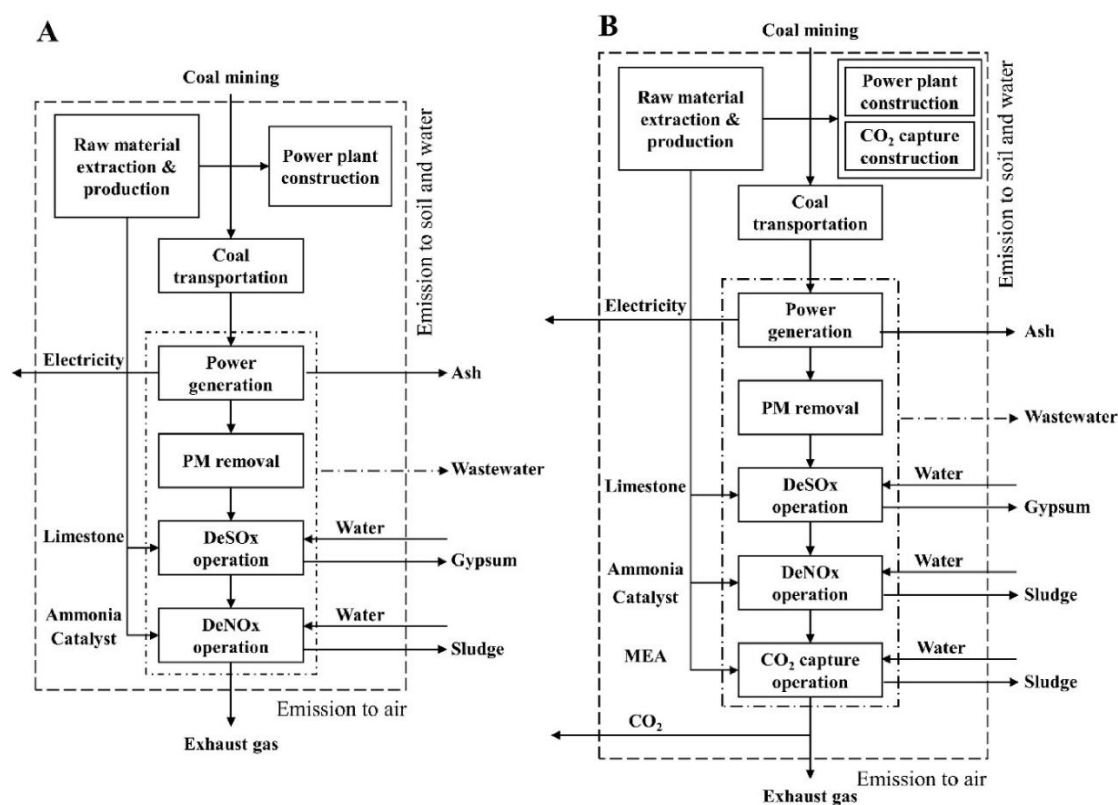 A
Coal mining
Raw material
extraction &
production
Power plant
construction
Emission to soil and water
Coal
transportation
Electricity
Power
generation
Ash
PM removal
Wastewater
Limestone
DeSOx
operation
Water
Gypsum
Ammonia
Catalyst
DeNOx
operation
Water
Sludge
Emission to air
Exhaust gas
B
Coal mining
Raw material
extraction &
production
Power plant
construction
CO₂ capture
construction
Emission to soil and water
Coal
transportation
Electricity
Power
generation
Ash
PM removal
Wastewater
Limestone
DeSOx
operation
Water
Gypsum
Ammonia
Catalyst
DeNOx
operation
Water
Sludge
MEA
CO₂ capture
operation
Water
Sludge
CO₂
Emission to air
Exhaust gas